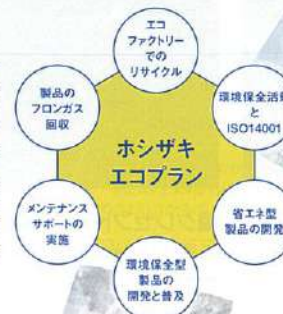 エコ
ファクトリー
での
リサイクル
製品の
フロンガス
回収
環境保全活動
と
ISO14001
ホシザキ
エコプラン
メンテナンス
サポートの
実施
省エネ型
製品の開発
環境保全型
製品の
開発と普及